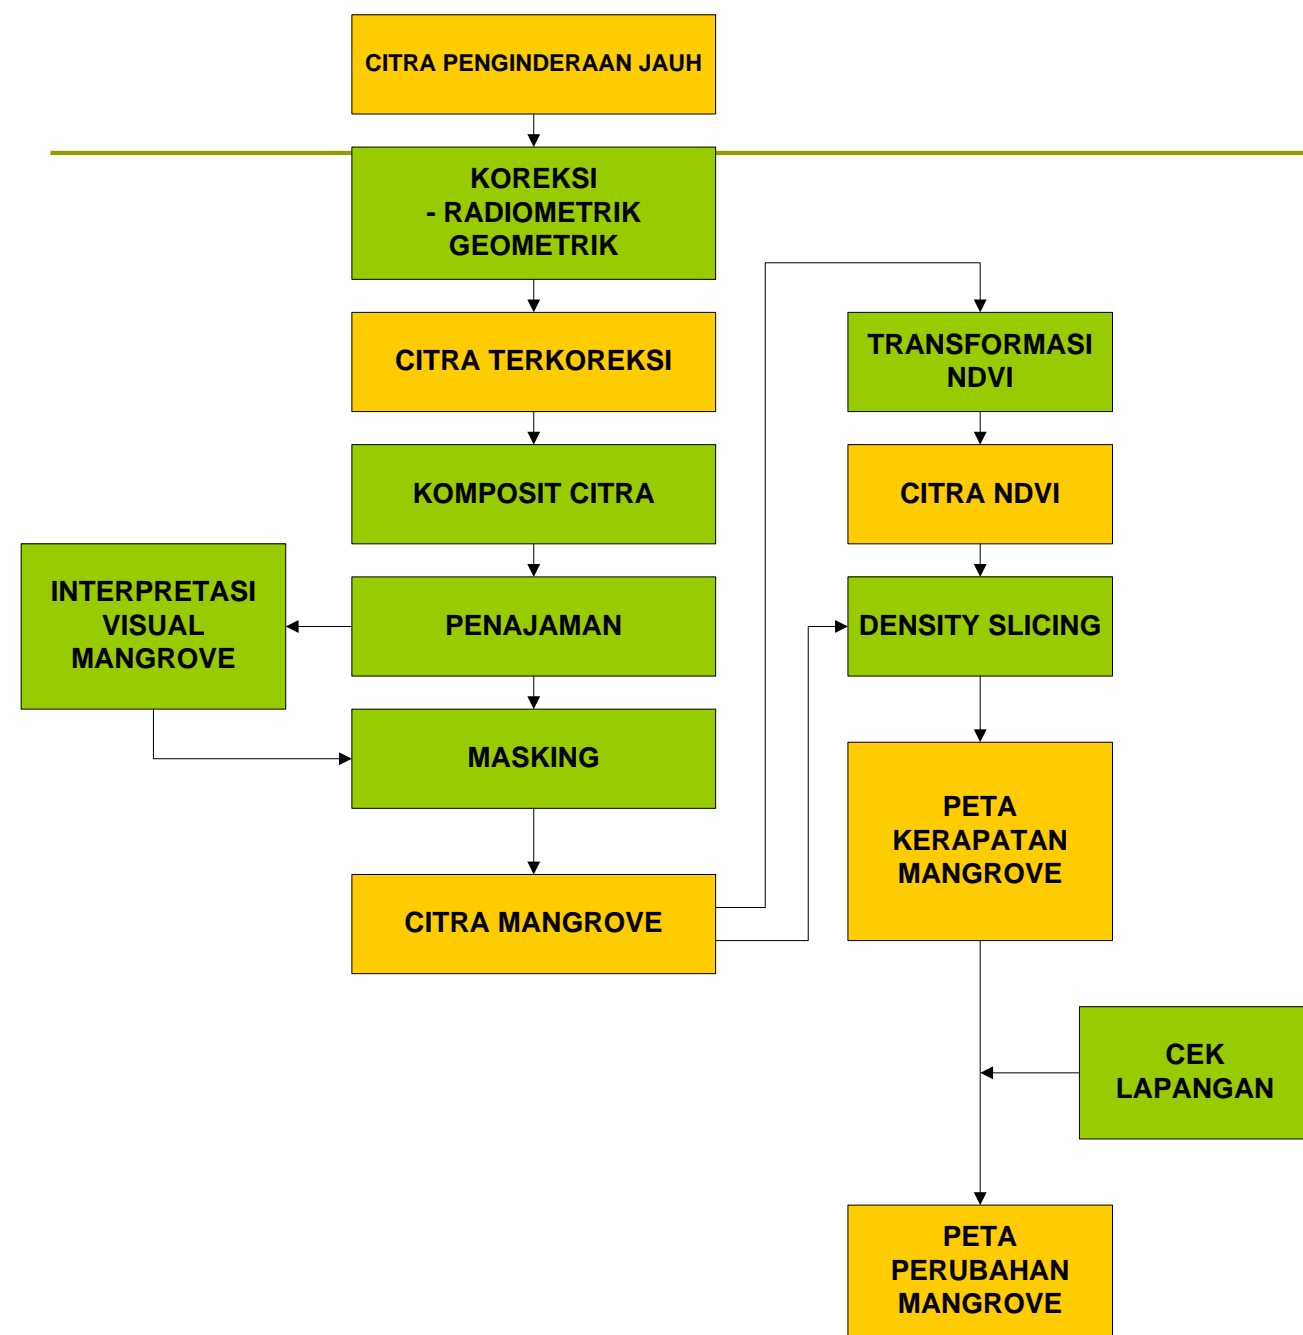 CITRA PENGINDERAAN JAUH
KOREKSI
- RADIOMETRIK
GEOMETRIK
CITRA TERKOREKSI
KOMPOSIT CITRA
INTERPRETASI
VISUAL
MANGROVE
PENAJAMAN
MASKING
CITRA MANGROVE
TRANSFORMASI
NDVI
CITRA NDVI
DENSITY SLICING
PETA
KERAPATAN
MANGROVE
CEK
LAPANGAN
PETA
PERUBAHAN
MANGROVE